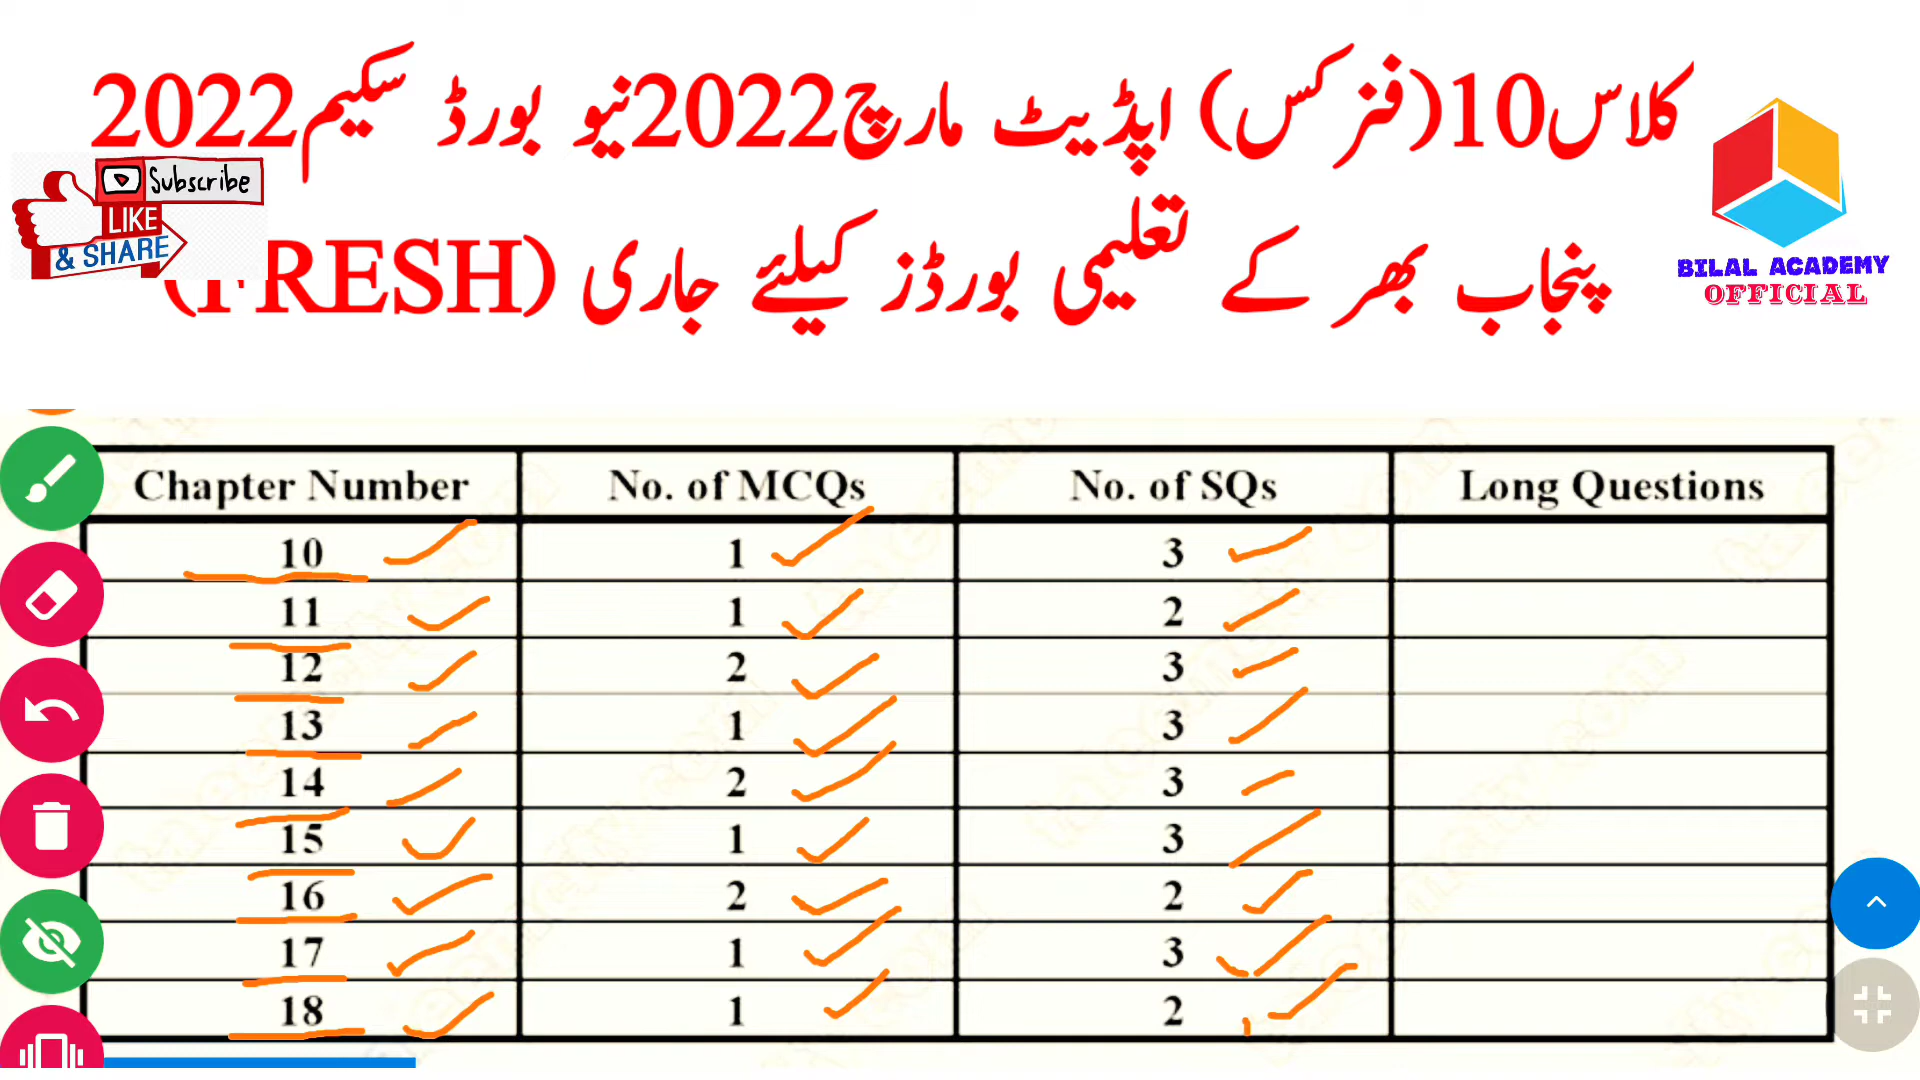 کلاس10(فزکس) اپڈیٹ مارچ2022نیو بورڈ سکیم2022
پنجاب بھر کے تعلیمی بورڈز کیلئے جاری (FRESH)
Subscribe
LIKE
& SHARE
BILAL ACADEMY
OFFICIAL
Chapter Number No. of MCQs No. of SQs Long Questions
10 1 3
11 1 2
12 2 3
13 1 3
14 2 3
15 1 3
16 2 2
17 1 3
18 1 2